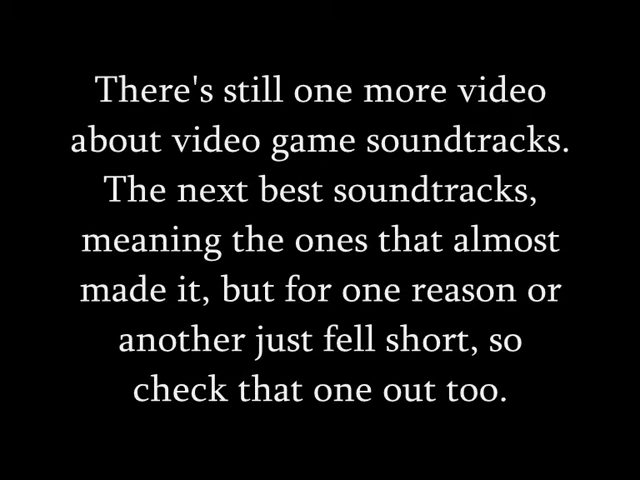 There's still one more video
about video game soundtracks.
The next best soundtracks,
meaning the ones that almost
made it, but for one reason or
another just fell short, so
check that one out too.